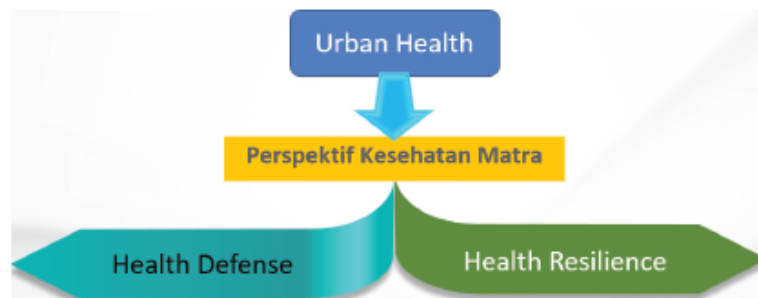 Urban Health
Perspektif Kesehatan Matra
Health Defense
Health Resilience